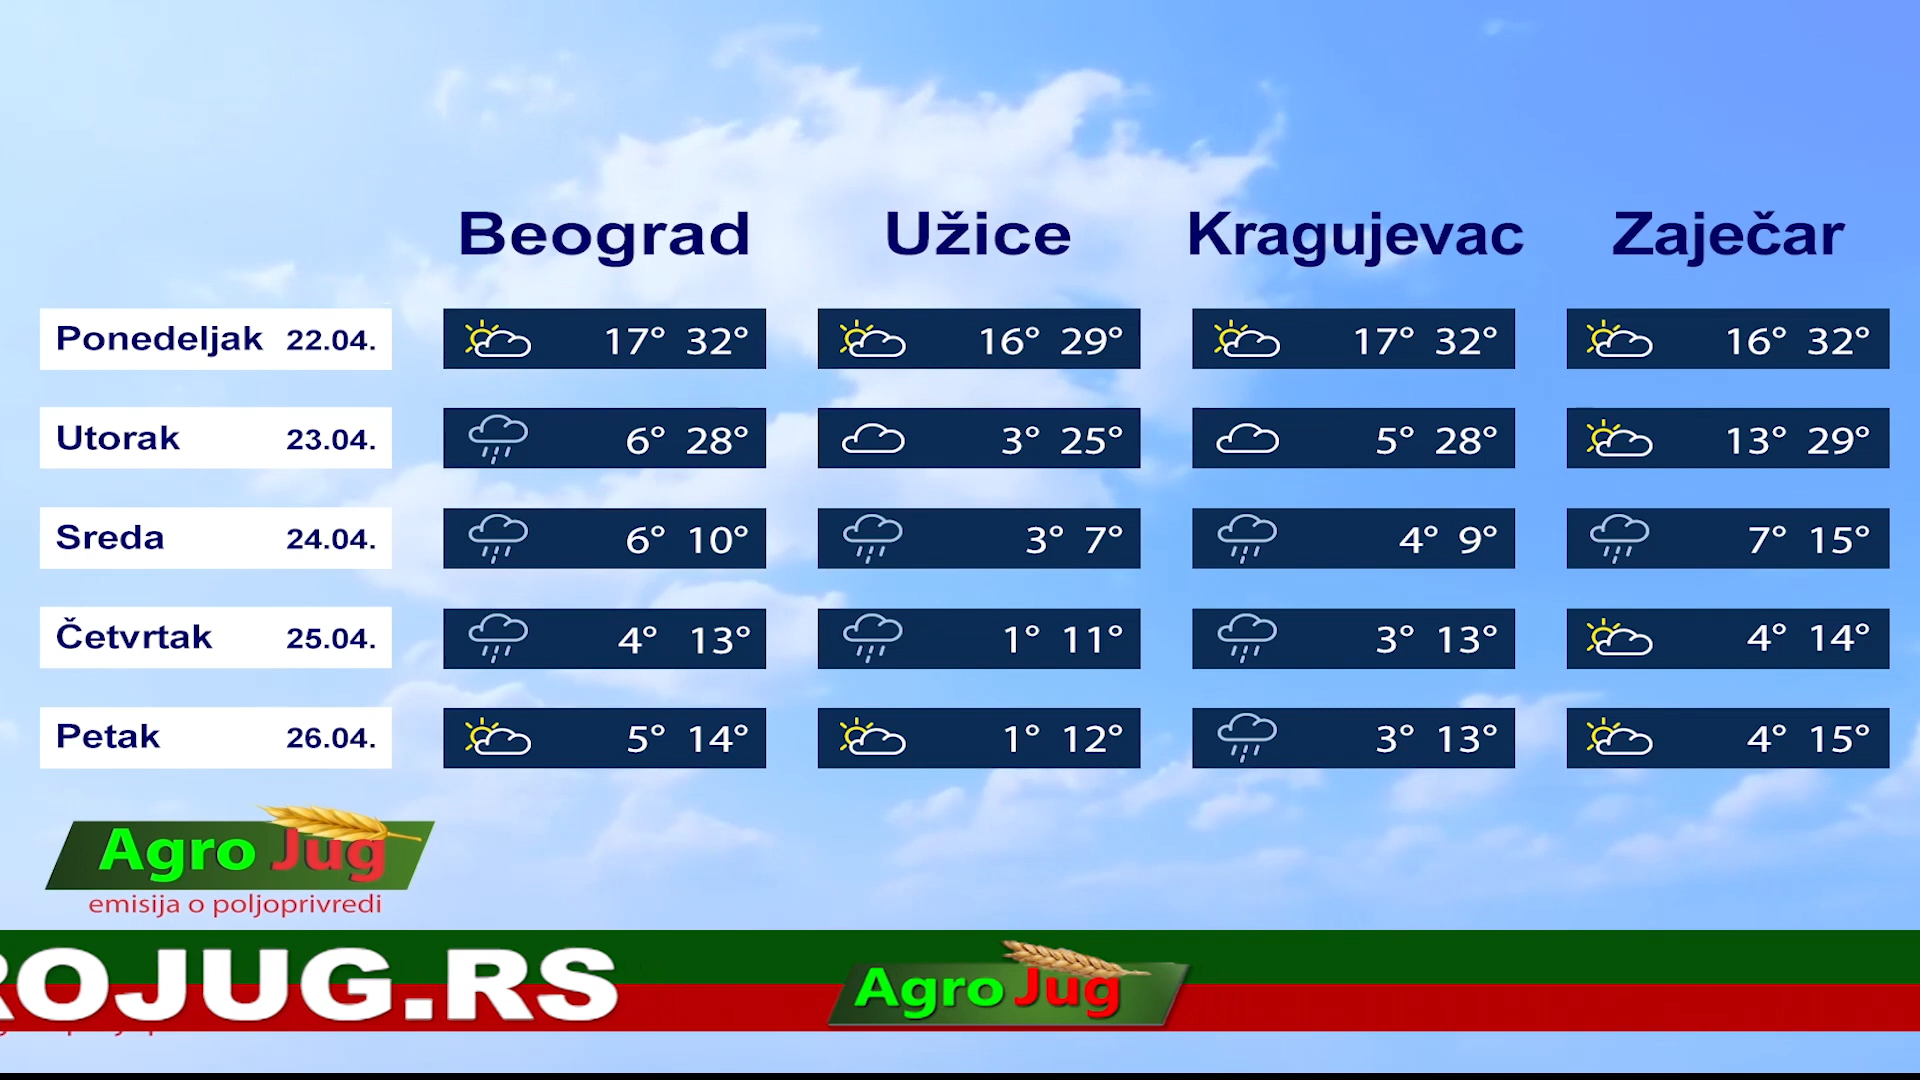 Beograd Užice Kragujevac Zaječar
Ponedeljak 22.04. 17° 32° 16° 29° 17° 32° 16° 32°
Utorak 23.04. 6° 28° 3° 25° 5° 28° 13° 29°
Sreda 24.04. 6° 10° 3° 7° 4° 9° 7° 15°
Četvrtak 25.04. 4° 13° 1° 11° 3° 13° 4° 14°
Petak 26.04. 5° 14° 1° 12° 3° 13° 4° 15°
Agro Jug
emisija o poljoprivredi
ROJUG.RS Agro Jug